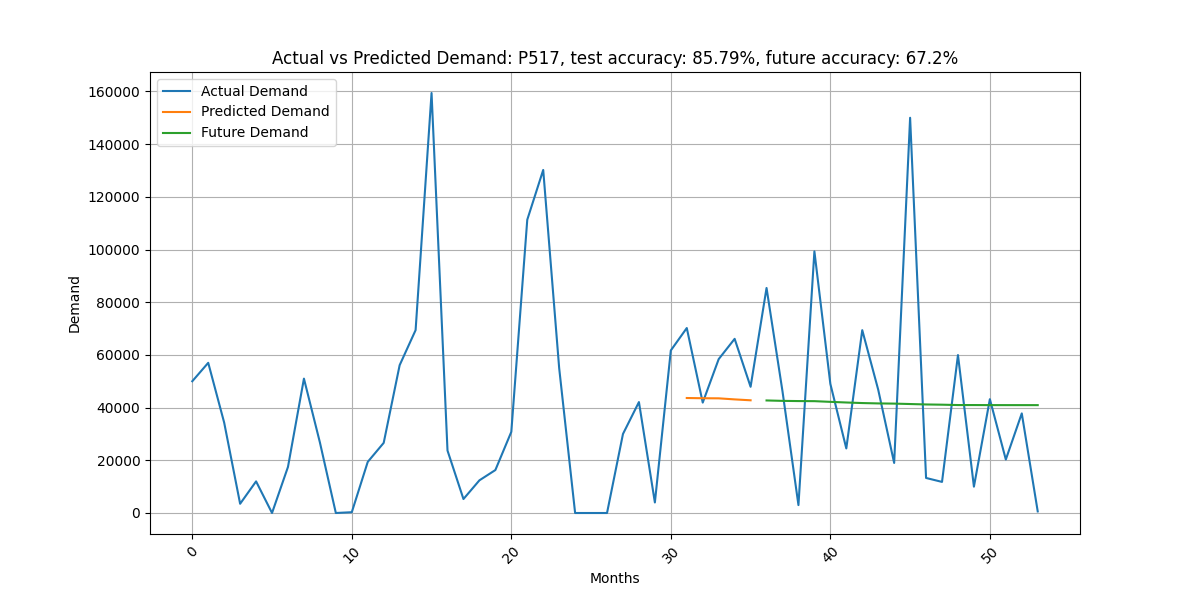 Actual vs Predicted Demand: P517, test accuracy: 85.79%, future accuracy: 67.2%
Actual Demand
Predicted Demand
Future Demand
160000
140000
120000
100000
80000
60000
40000
20000
0
Demand
0
10
20
30
40
50
Months